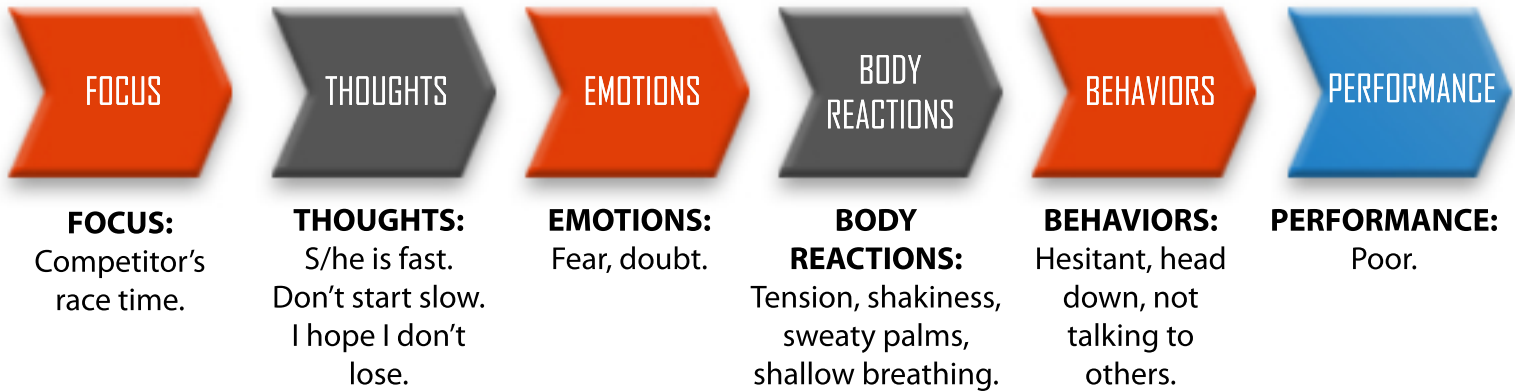 FOCUS
THOUGHTS
EMOTIONS
BODY
REACTIONS
BEHAVIORS
PERFORMANCE
FOCUS:
Competitor’s
race time.
THOUGHTS:
S/he is fast.
Don’t start slow.
I hope I don’t
lose.
EMOTIONS:
Fear, doubt.
BODY
REACTIONS:
Tension, shakiness,
sweaty palms,
shallow breathing.
BEHAVIORS:
Hesitant, head
down, not
talking to
others.
PERFORMANCE:
Poor.